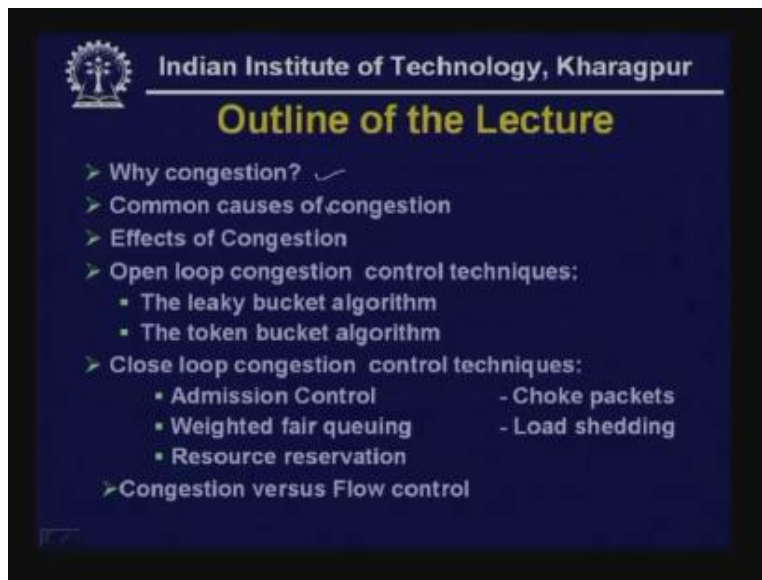 Indian Institute of Technology, Kharagpur
Outline of the Lecture
➢ Why congestion?
➢ Common causes of congestion
➢ Effects of Congestion
➢ Open loop congestion control techniques:
▪ The leaky bucket algorithm
▪ The token bucket algorithm
➢ Close loop congestion control techniques:
▪ Admission Control - Choke packets
▪ Weighted fair queuing - Load shedding
▪ Resource reservation
➢Congestion versus Flow control